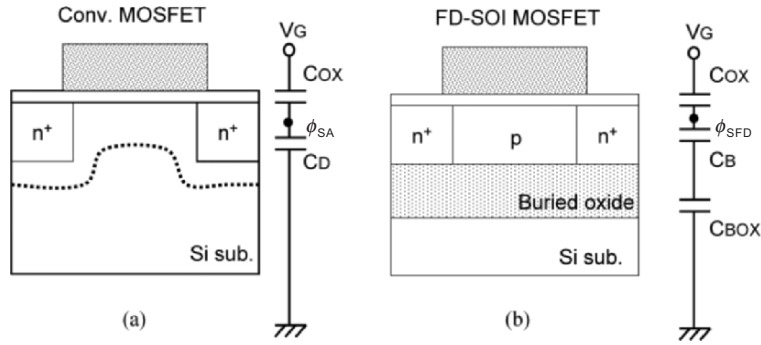 Conv. MOSFET
VG
COX
n+
n+
ϕSA
CD
Si sub.
(a)
FD-SOI MOSFET
VG
COX
n+
p
n+
ϕSFD
CB
Buried oxide
CBOX
Si sub.
(b)